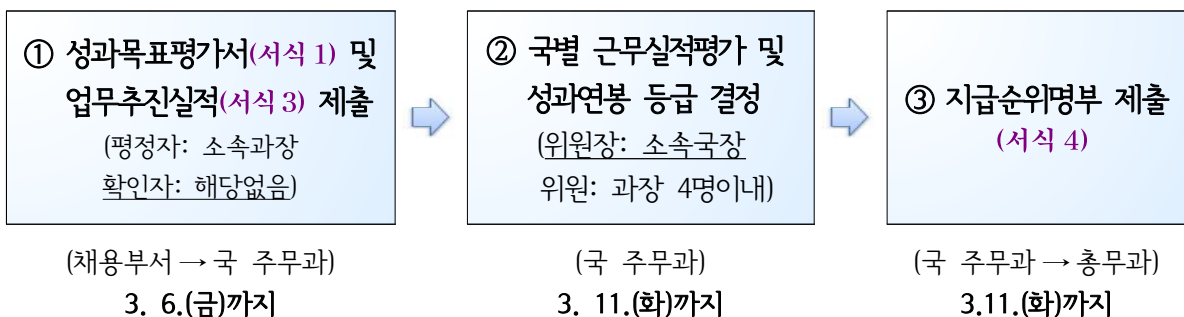 ① 성과목표평가서(서식 1) 및
업무추진실적(서식 3) 제출
(평정자: 소속과장
확인자: 해당없음)
(채용부서 → 국 주무과)
3. 6.(금)까지
② 국별 근무실적평가 및
성과연봉 등급 결정
(위원장: 소속국장
위원: 과장 4명이내)
(국 주무과)
3. 11.(화)까지
③ 지급순위명부 제출
(서식 4)
(국 주무과 → 총무과)
3.11.(화)까지